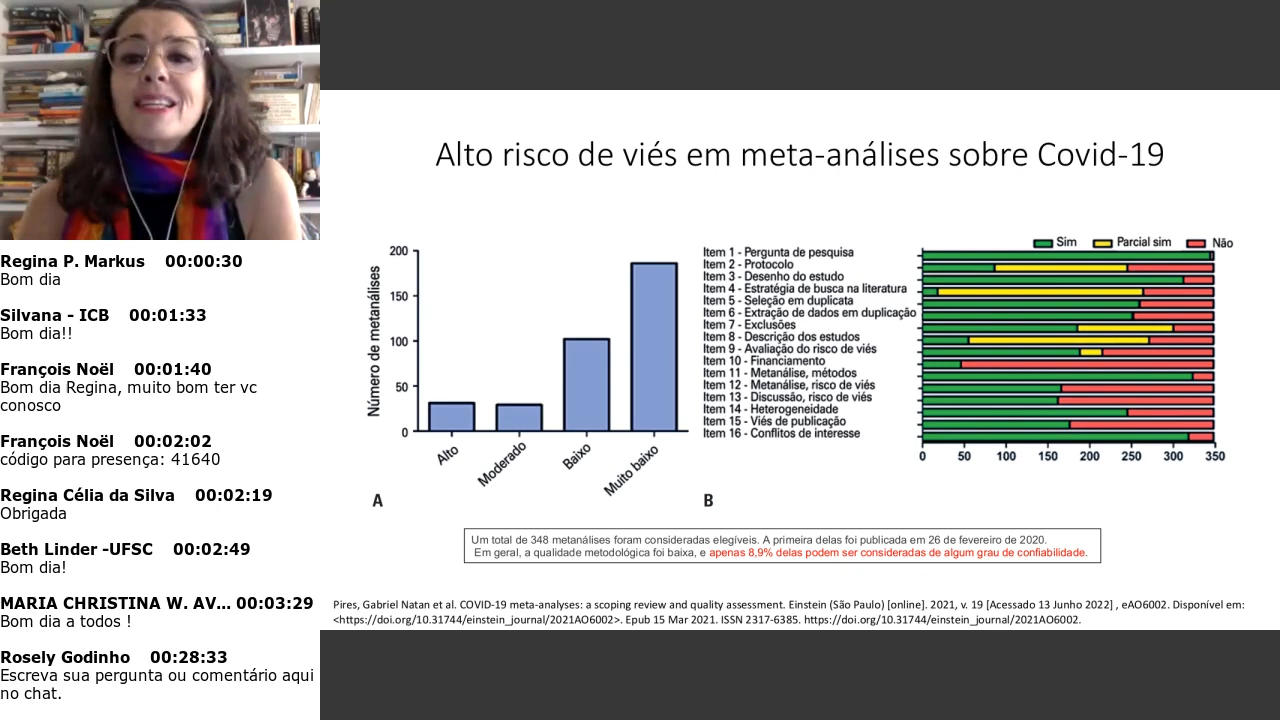 Regina P. Markus 00:00:30
Bom dia
Silvana - ICB 00:01:33
Bom dia!!
François Noël 00:01:40
Bom dia Regina, muito bom ter vc
conosco
François Noël 00:02:02
código para presença: 41640
Regina Célia da Silva 00:02:19
Obrigada
Beth Linder -UFSC 00:02:49
Bom dia!
MARIA CHRISTINA W. AV... 00:03:29
Bom dia a todos !
Rosely Godinho 00:28:33
Escreva sua pergunta ou comentário aqui
no chat.
Alto risco de viés em meta-análises sobre Covid-19
Número de metanálises
200
150
100
50
0
Alto
Moderado
Baixo
Muito baixo
A
Sim
Parcial sim
Não
Item 1 - Pergunta de pesquisa
Item 2 - Protocolo
Item 3 - Desenho do estudo
Item 4 - Estratégia de busca na literatura
Item 5 - Seleção em duplicata
Item 6 - Extração de dados em duplicação
Item 7 - Exclusões
Item 8 - Descrição dos estudos
Item 9 - Avaliação do risco de viés
Item 10 - Financiamento
Item 11 - Metanálise, métodos
Item 12 - Metanálise, risco de viés
Item 13 - Discussão, risco de viés
Item 14 - Heterogeneidade
Item 15 - Viés de publicação
Item 16 - Conflitos de interesse
0 50 100 150 200 250 300 350
B
Um total de 348 metanálises foram consideradas elegíveis. A primeira delas foi publicada em 26 de fevereiro de 2020.
Em geral, a qualidade metodológica foi baixa, e apenas 8,9% delas podem ser consideradas de algum grau de confiabilidade.
Pires, Gabriel Natan et al. COVID-19 meta-analyses: a scoping review and quality assessment. Einstein (São Paulo) [online]. 2021, v. 19 [Acessado 13 Junho 2022] , eAO6002. Disponível em:
<https://doi.org/10.31744/einstein_journal/2021AO6002>. Epub 15 Mar 2021. ISSN 2317-6385. https://doi.org/10.31744/einstein_journal/2021AO6002.